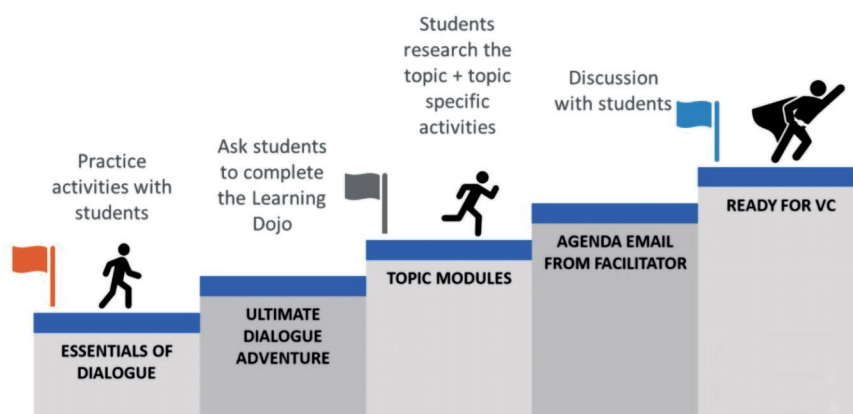 Practice
activities with
students
ESSENTIALS OF
DIALOGUE
Ask students
to complete
the Learning
Dojo
ULTIMATE
DIALOGUE
ADVENTURE
Students
research the
topic + topic
specific
activities
TOPIC MODULES
Discussion
with students
AGENDA EMAIL
FROM FACILITATOR
READY FOR VC